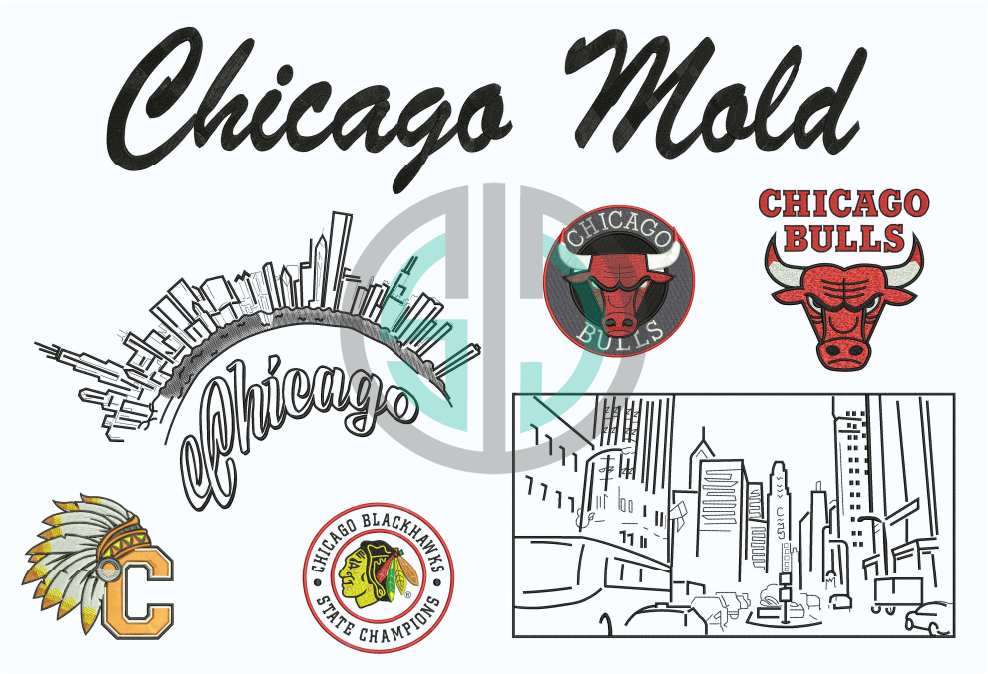 Chicago Mold
CHICAGO
BULLS
CHICAGO
BULLS
Chicago
C
CHICAGO BLACKHAWKS
STATE CHAMPIONS
®